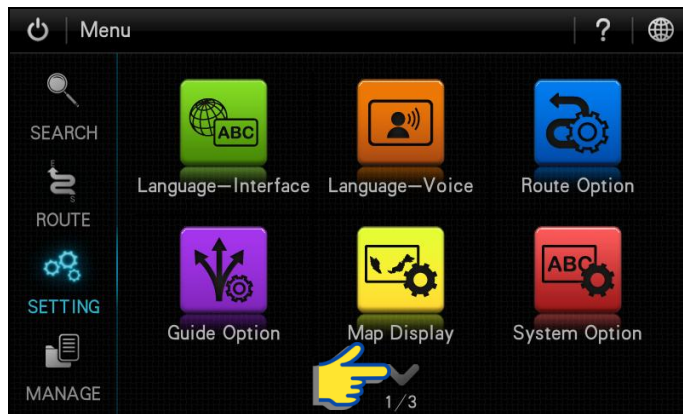 Menu
?
SEARCH
ROUTE
SETTING
MANAGE
ABC
Language–Interface
Language–Voice
Route Option
Guide Option
Map Display
ABC
System Option
1/3